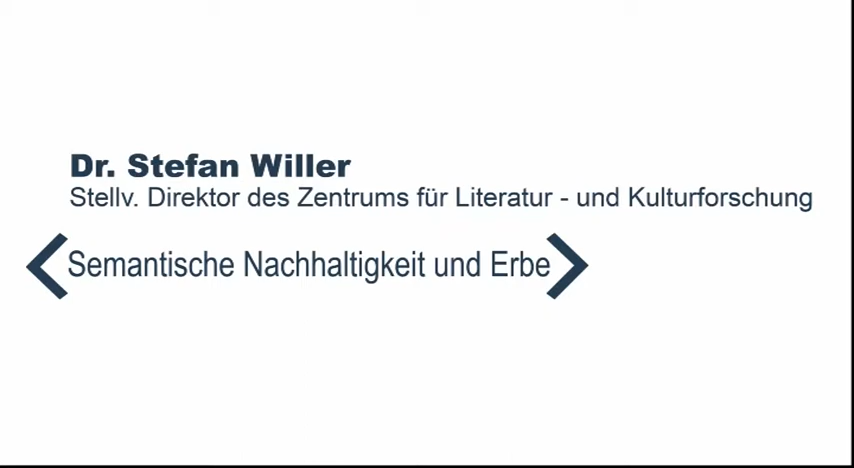 Dr. Stefan Willer
Stellv. Direktor des Zentrums für Literatur - und Kulturforschung
Semantische Nachhaltigkeit und Erbe